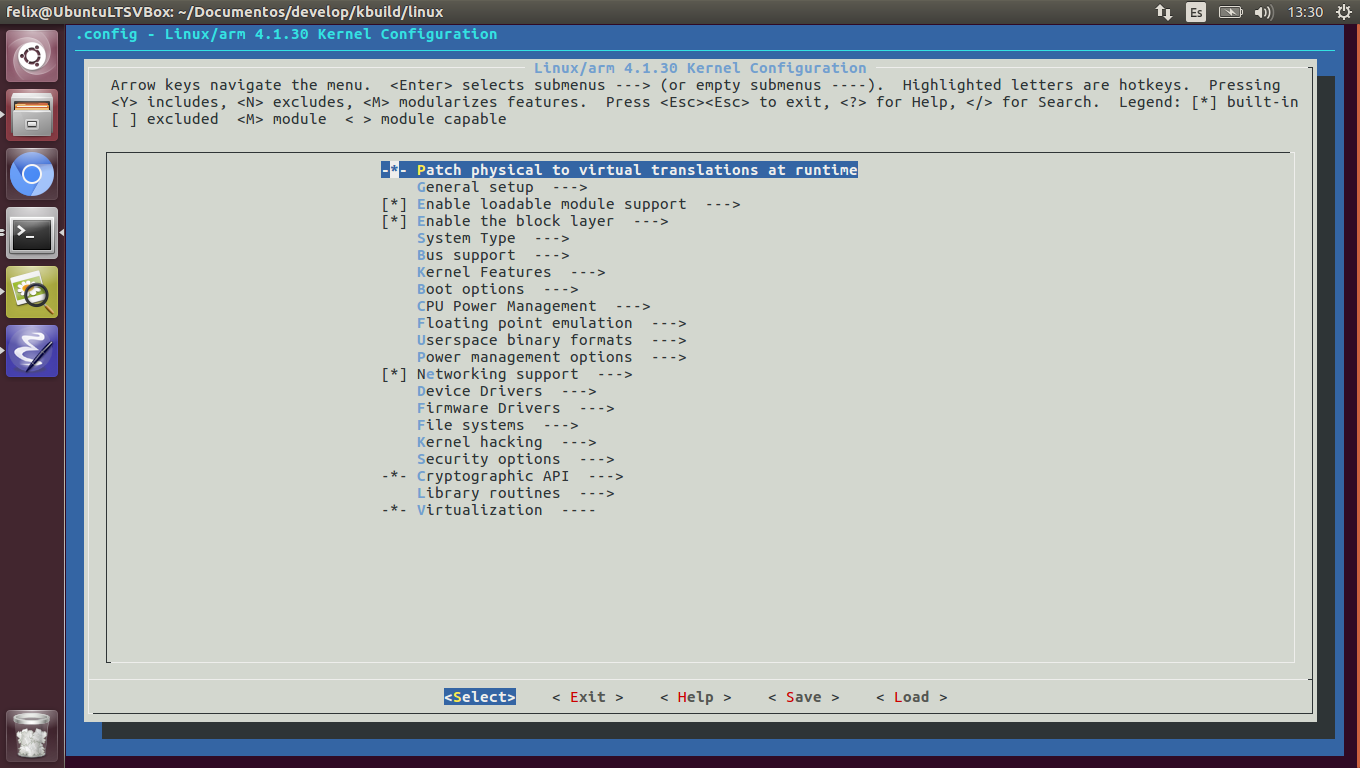 felix@UbuntuLTSVBox: ~/Documentos/develop/kbuild/linux
Es
13:30
.config - Linux/arm 4.1.30 Kernel Configuration
Linux/arm 4.1.30 Kernel Configuration
Arrow keys navigate the menu.  <Enter> selects submenus ---> (or empty submenus ----).  Highlighted letters are hotkeys.  Pressing
<Y> includes, <N> excludes, <M> modularizes features.  Press <Esc><Esc> to exit, <?> for Help, </> for Search.  Legend: [*] built-in
[ ] excluded  <M> module  < > module capable
-*- Patch physical to virtual translations at runtime
General setup  --->
[*] Enable loadable module support  --->
[*] Enable the block layer  --->
System Type  --->
Bus support  --->
Kernel Features  --->
Boot options  --->
CPU Power Management  --->
Floating point emulation  --->
Userspace binary formats  --->
Power management options  --->
[*] Networking support  --->
Device Drivers  --->
Firmware Drivers  --->
File systems  --->
Kernel hacking  --->
Security options  --->
-*- Cryptographic API  --->
Library routines  --->
-*- Virtualization  ----
<Select>    < Exit >    < Help >    < Save >    < Load >